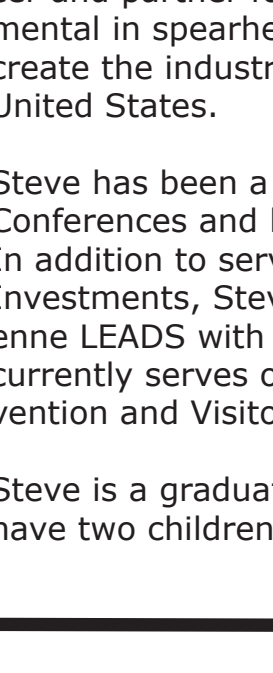 mental in spearhe
create the industr
United States.
Steve has been a
Conferences and
In addition to serv
Investments, Stev
enne LEADS with
currently serves o
vention and Visito
Steve is a graduat
have two children